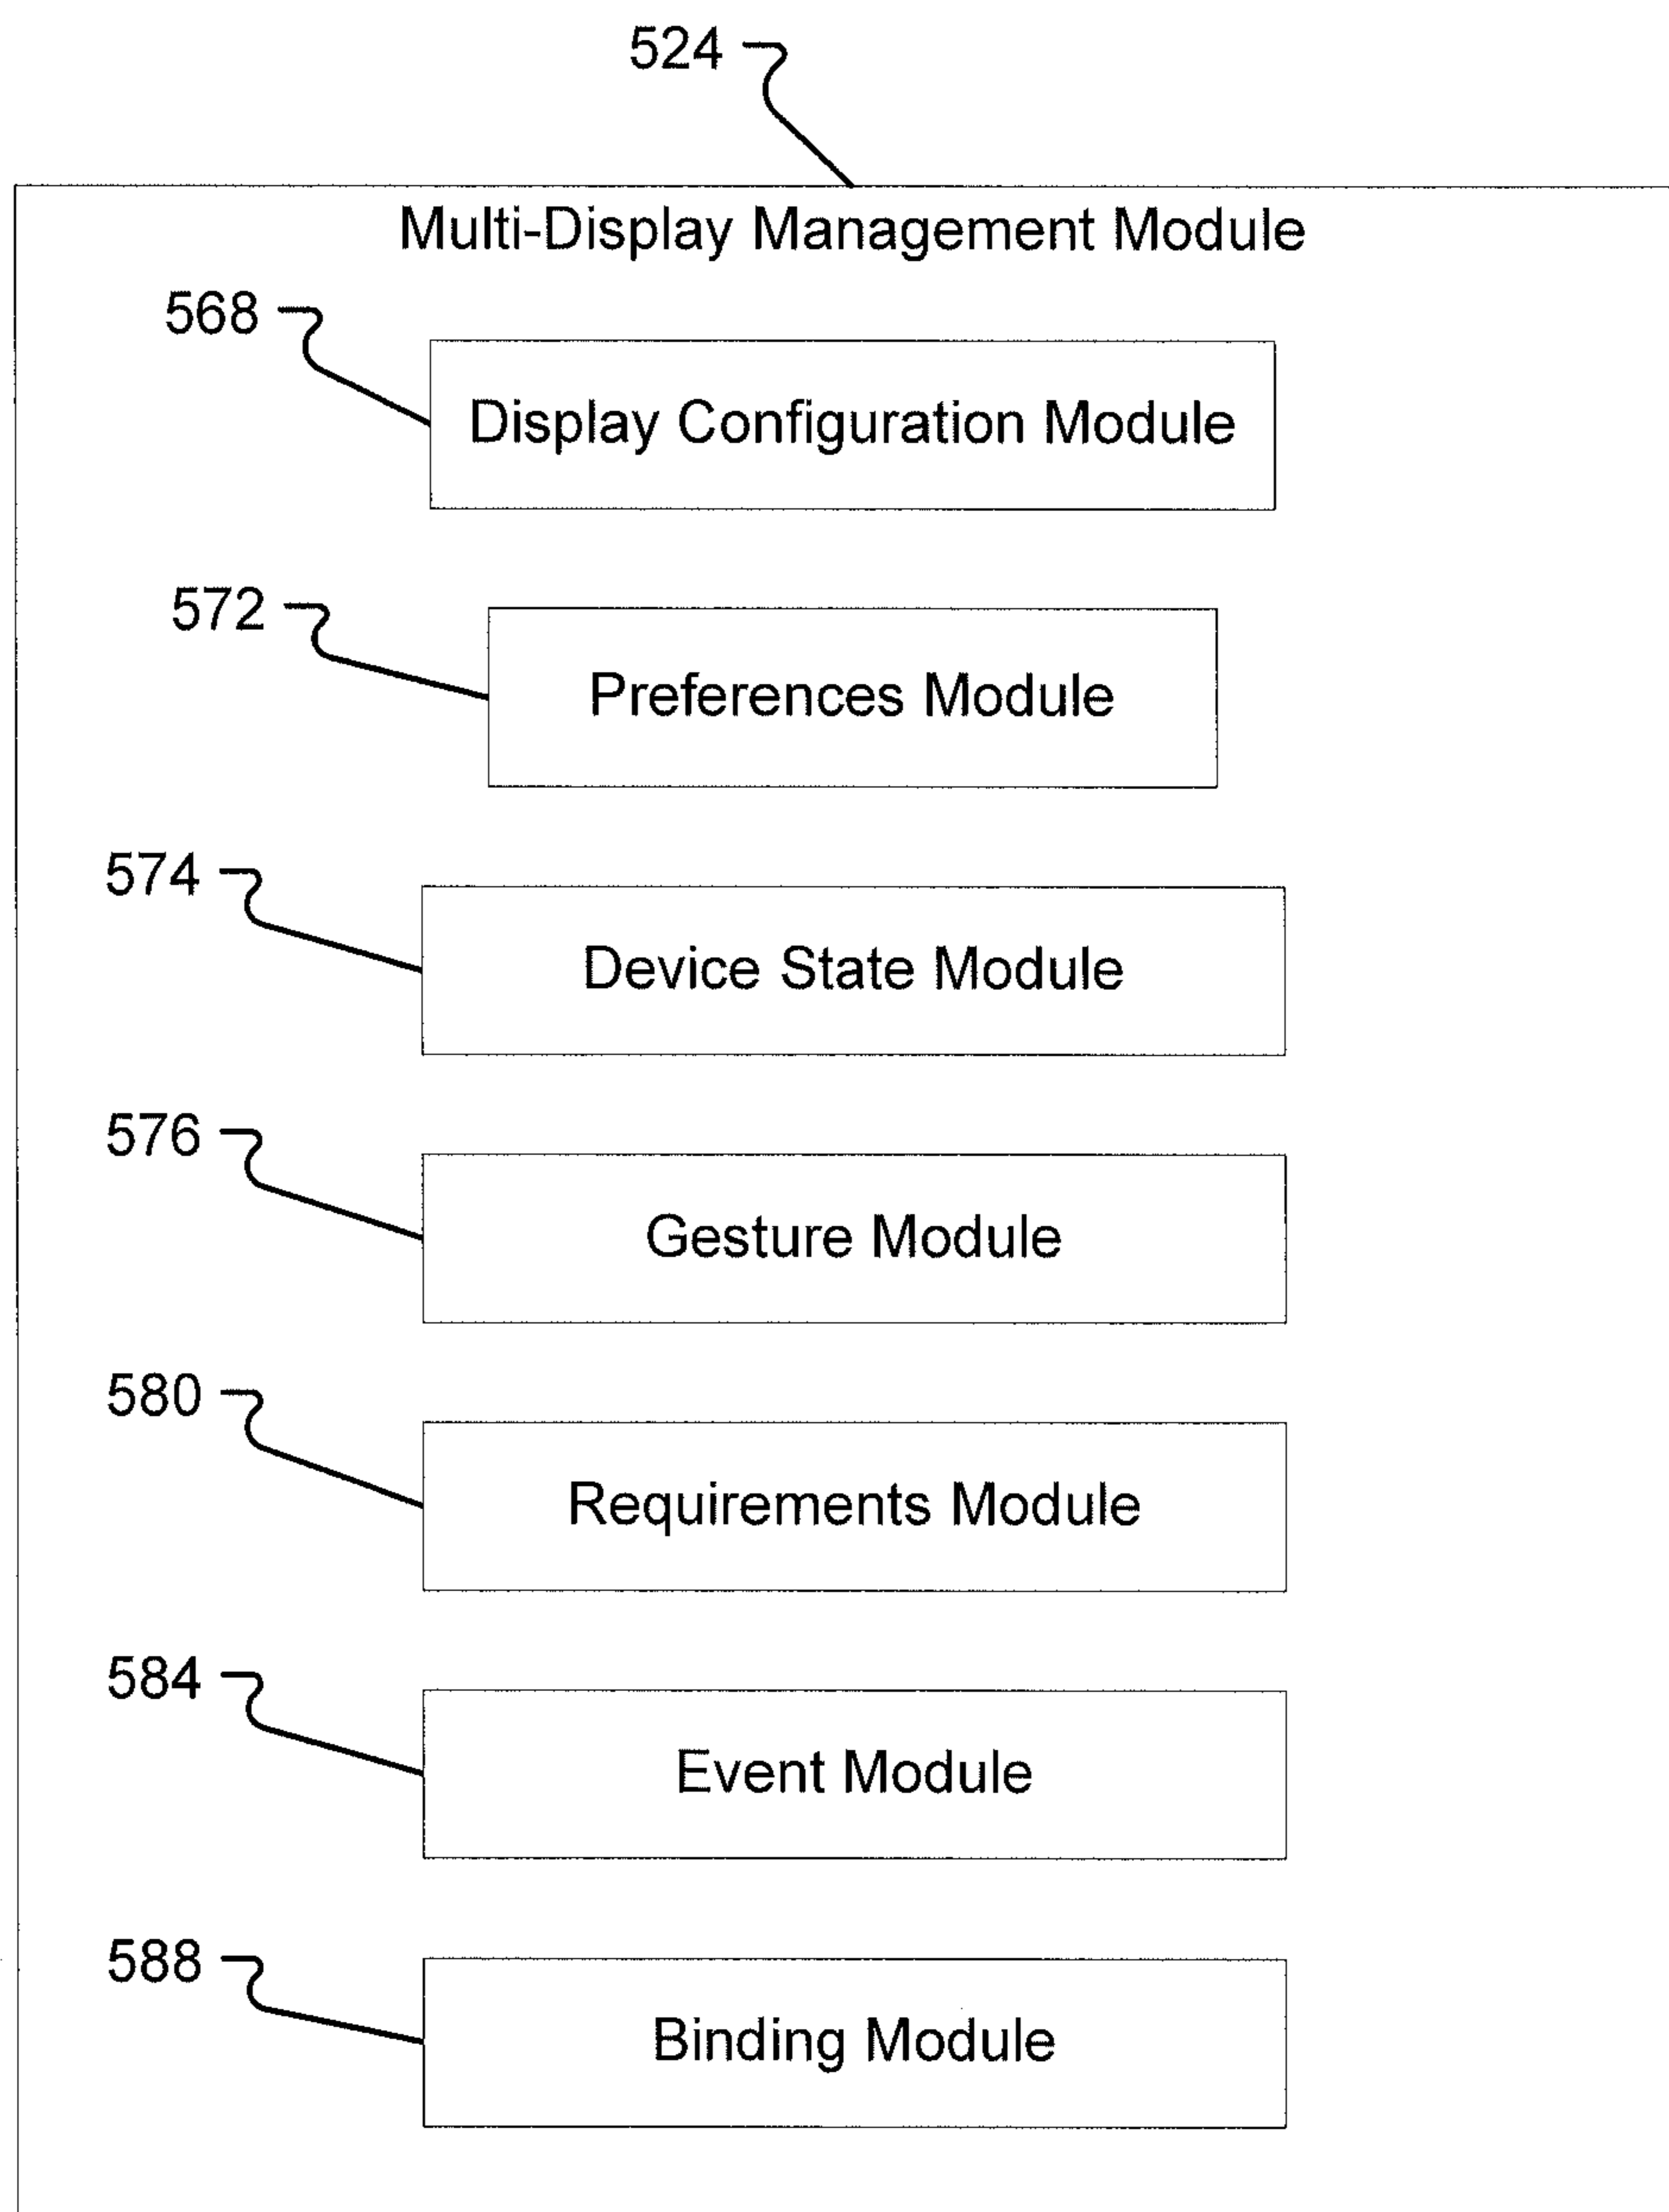 524
Multi-Display Management Module
568
Display Configuration Module
572
Preferences Module
574
Device State Module
576
Gesture Module
580
Requirements Module
584
Event Module
588
Binding Module